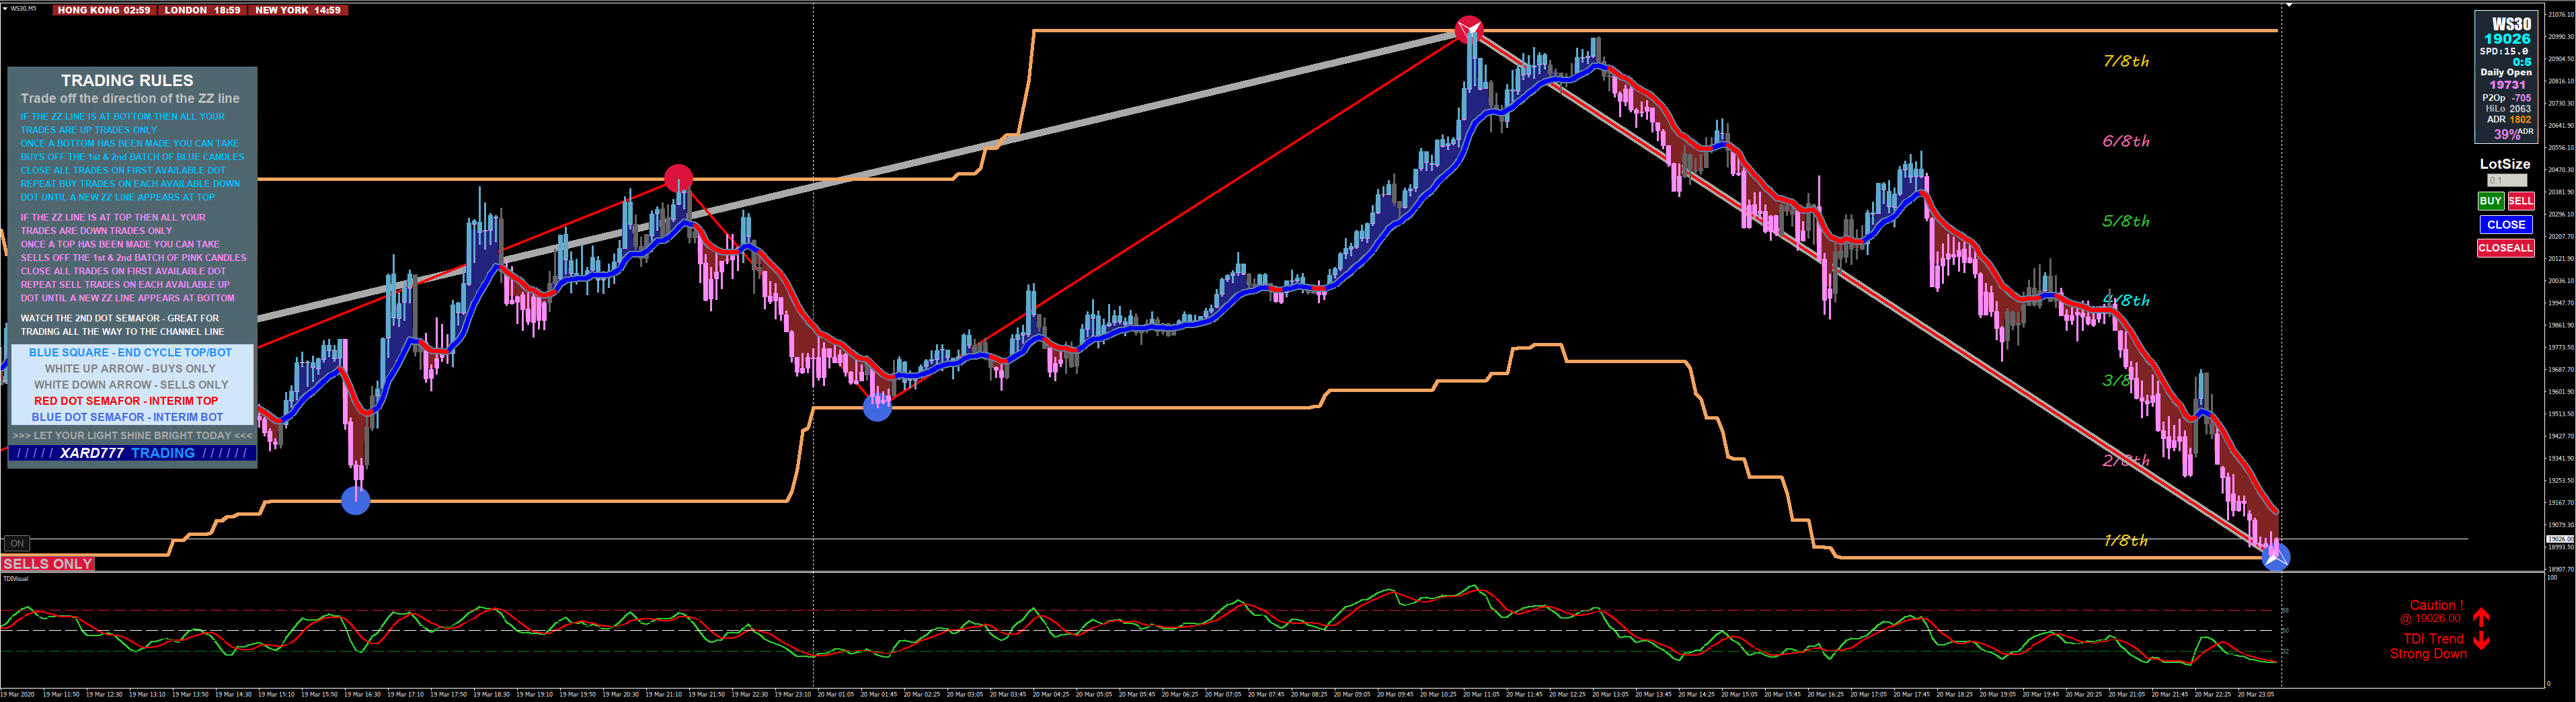 WS30,M5
HONG KONG 02:59 LONDON 18:59 NEW YORK 14:59
TRADING RULES
Trade off the direction of the ZZ line
IF THE ZZ LINE IS AT BOTTOM THEN ALL YOUR
TRADES ARE UP TRADES ONLY
ONCE A BOTTOM HAS BEEN MADE YOU CAN TAKE
BUYS OFF THE 1st & 2nd BATCH OF BLUE CANDLES
CLOSE ALL TRADES ON FIRST AVAILABLE DOT
REPEAT BUY TRADES ON EACH AVAILABLE DOWN
DOT UNTIL A NEW ZZ LINE APPEARS AT TOP
IF THE ZZ LINE IS AT TOP THEN ALL YOUR
TRADES ARE DOWN TRADES ONLY
ONCE A TOP HAS BEEN MADE YOU CAN TAKE
SELLS OFF THE 1st & 2nd BATCH OF PINK CANDLES
CLOSE ALL TRADES ON FIRST AVAILABLE DOT
REPEAT SELL TRADES ON EACH AVAILABLE UP
DOT UNTIL A NEW ZZ LINE APPEARS AT BOTTOM
WATCH THE 2ND DOT SEMAFOR - GREAT FOR
TRADING ALL THE WAY TO THE CHANNEL LINE
BLUE SQUARE - END CYCLE TOP/BOT
WHITE UP ARROW - BUYS ONLY
WHITE DOWN ARROW - SELLS ONLY
RED DOT SEMAFOR - INTERIM TOP
BLUE DOT SEMAFOR - INTERIM BOT
>>> LET YOUR LIGHT SHINE BRIGHT TODAY <<<
/ / / / / XARD777 TRADING / / / / / /
ON
SELLS ONLY
7/8th
6/8th
5/8th
4/8th
3/8
2/8th
1/8th
WS30
19026
SPD:15.0
0:5
Daily Open
19731
P2Op -705
HiLo 2063
ADR 1802
39% ADR
LotSize
0.1
BUY SELL
CLOSE
CLOSEALL
21076.10
20990.30
20904.50
20816.10
20730.30
20641.90
20556.10
20470.30
20381.90
20296.10
20207.70
20121.90
20036.10
19947.70
19861.90
19773.50
19687.70
19601.90
19513.50
19427.70
19341.90
19253.50
19167.70
19079.30
19026.00
18993.50
18907.70
TDIVisual
100
68
50
32
0
Caution !
@ 19026.00
TDI Trend
Strong Down
19 Mar 2020 19 Mar 11:50 19 Mar 12:30 19 Mar 13:10 19 Mar 13:50 19 Mar 14:30 19 Mar 15:10 19 Mar 15:50 19 Mar 16:30 19 Mar 17:10 19 Mar 17:50 19 Mar 18:30 19 Mar 19:10 19 Mar 19:50 19 Mar 20:30 19 Mar 21:10 19 Mar 21:50 19 Mar 22:30 19 Mar 23:10 20 Mar 01:05 20 Mar 01:45 20 Mar 02:25 20 Mar 03:05 20 Mar 03:45 20 Mar 04:25 20 Mar 05:05 20 Mar 05:45 20 Mar 06:25 20 Mar 07:05 20 Mar 07:45 20 Mar 08:25 20 Mar 09:05 20 Mar 09:45 20 Mar 10:25 20 Mar 11:05 20 Mar 11:45 20 Mar 12:25 20 Mar 13:05 20 Mar 13:45 20 Mar 14:25 20 Mar 15:05 20 Mar 15:45 20 Mar 16:25 20 Mar 17:05 20 Mar 17:45 20 Mar 18:25 20 Mar 19:05 20 Mar 19:45 20 Mar 20:25 20 Mar 21:05 20 Mar 21:45 20 Mar 22:25 20 Mar 23:05